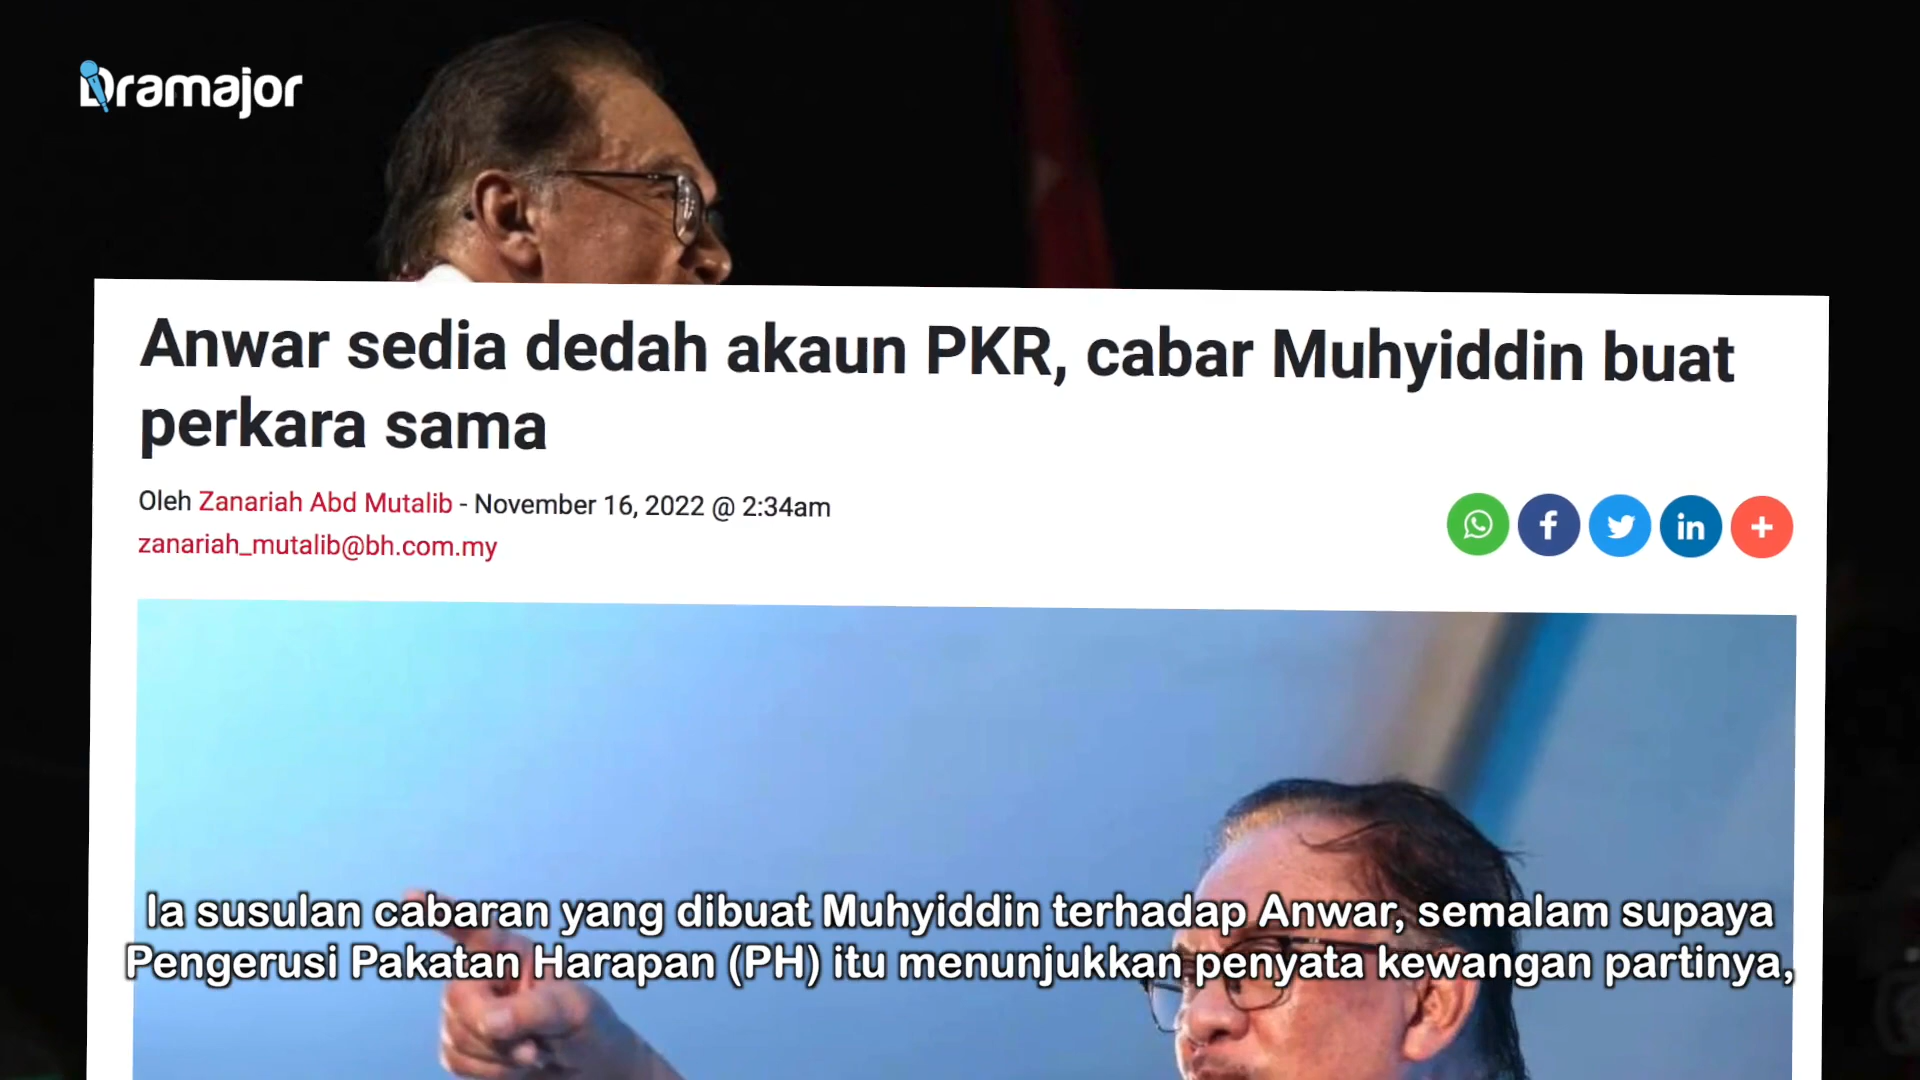 Dramajor
Anwar sedia dedah akaun PKR, cabar Muhyiddin buat
perkara sama
Oleh Zanariah Abd Mutalib - November 16, 2022 @ 2:34am
zanariah_mutalib@bh.com.my
Ia susulan cabaran yang dibuat Muhyiddin terhadap Anwar, semalam supaya
Pengerusi Pakatan Harapan (PH) itu menunjukkan penyata kewangan partinya,